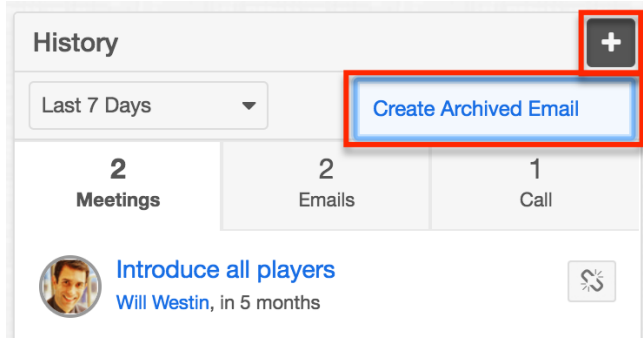 History
+
Last 7 Days
Create Archived Email
2 2 1
Meetings Emails Call
Introduce all players
Will Westin, in 5 months